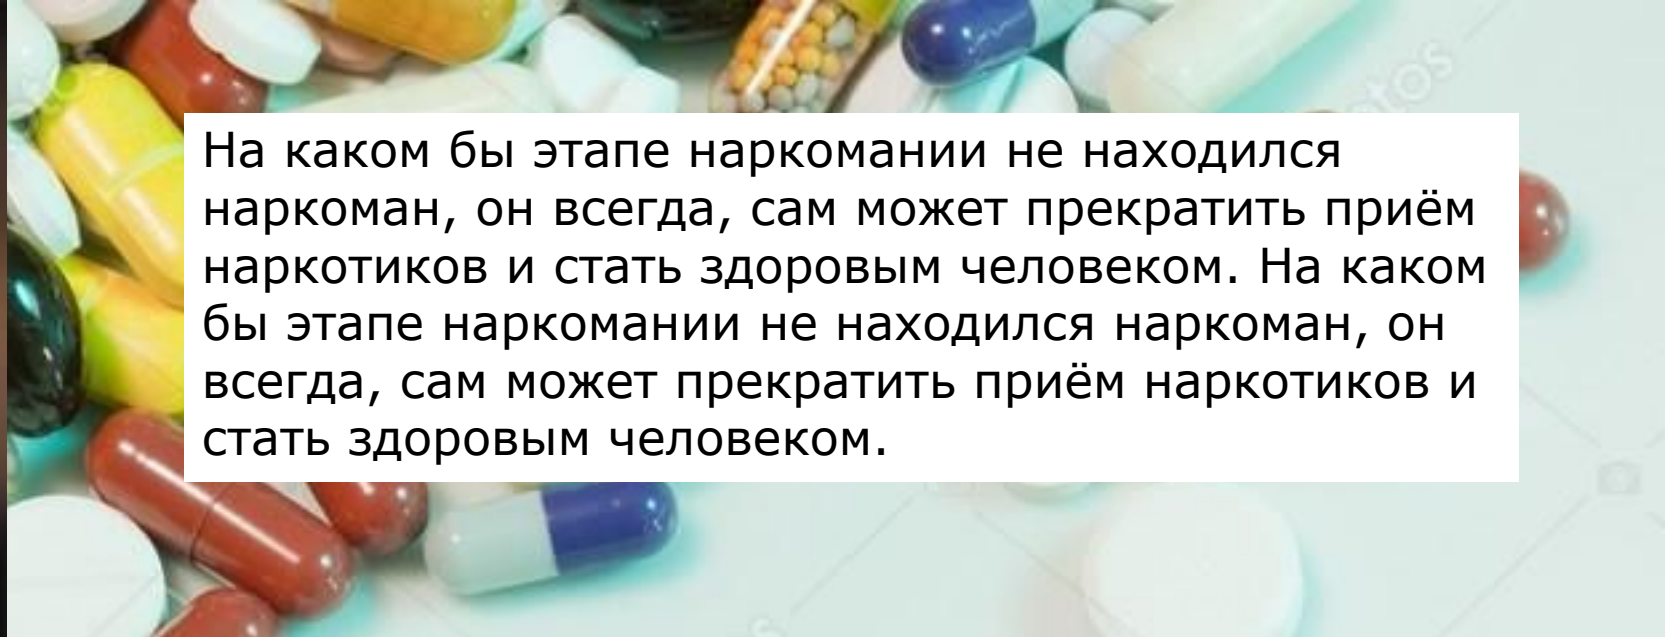 На каком бы этапе наркомании не находился
наркоман, он всегда, сам может прекратить приём
наркотиков и стать здоровым человеком. На каком
бы этапе наркомании не находился наркоман, он
всегда, сам может прекратить приём наркотиков и
стать здоровым человеком.